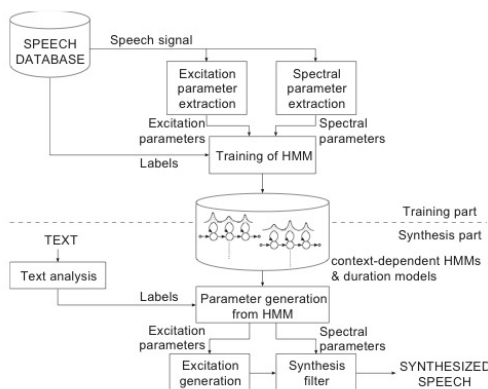 SPEECH
DATABASE
Speech signal
Excitation
parameter
extraction
Spectral
parameter
extraction
Excitation
parameters
Spectral
parameters
Labels
Training of HMM
Training part
Synthesis part
context-dependent HMMs
& duration models
TEXT
Text analysis
Labels
Parameter generation
from HMM
Excitation
parameters
Spectral
parameters
Excitation
generation
Synthesis
filter
SYNTHESIZED
SPEECH